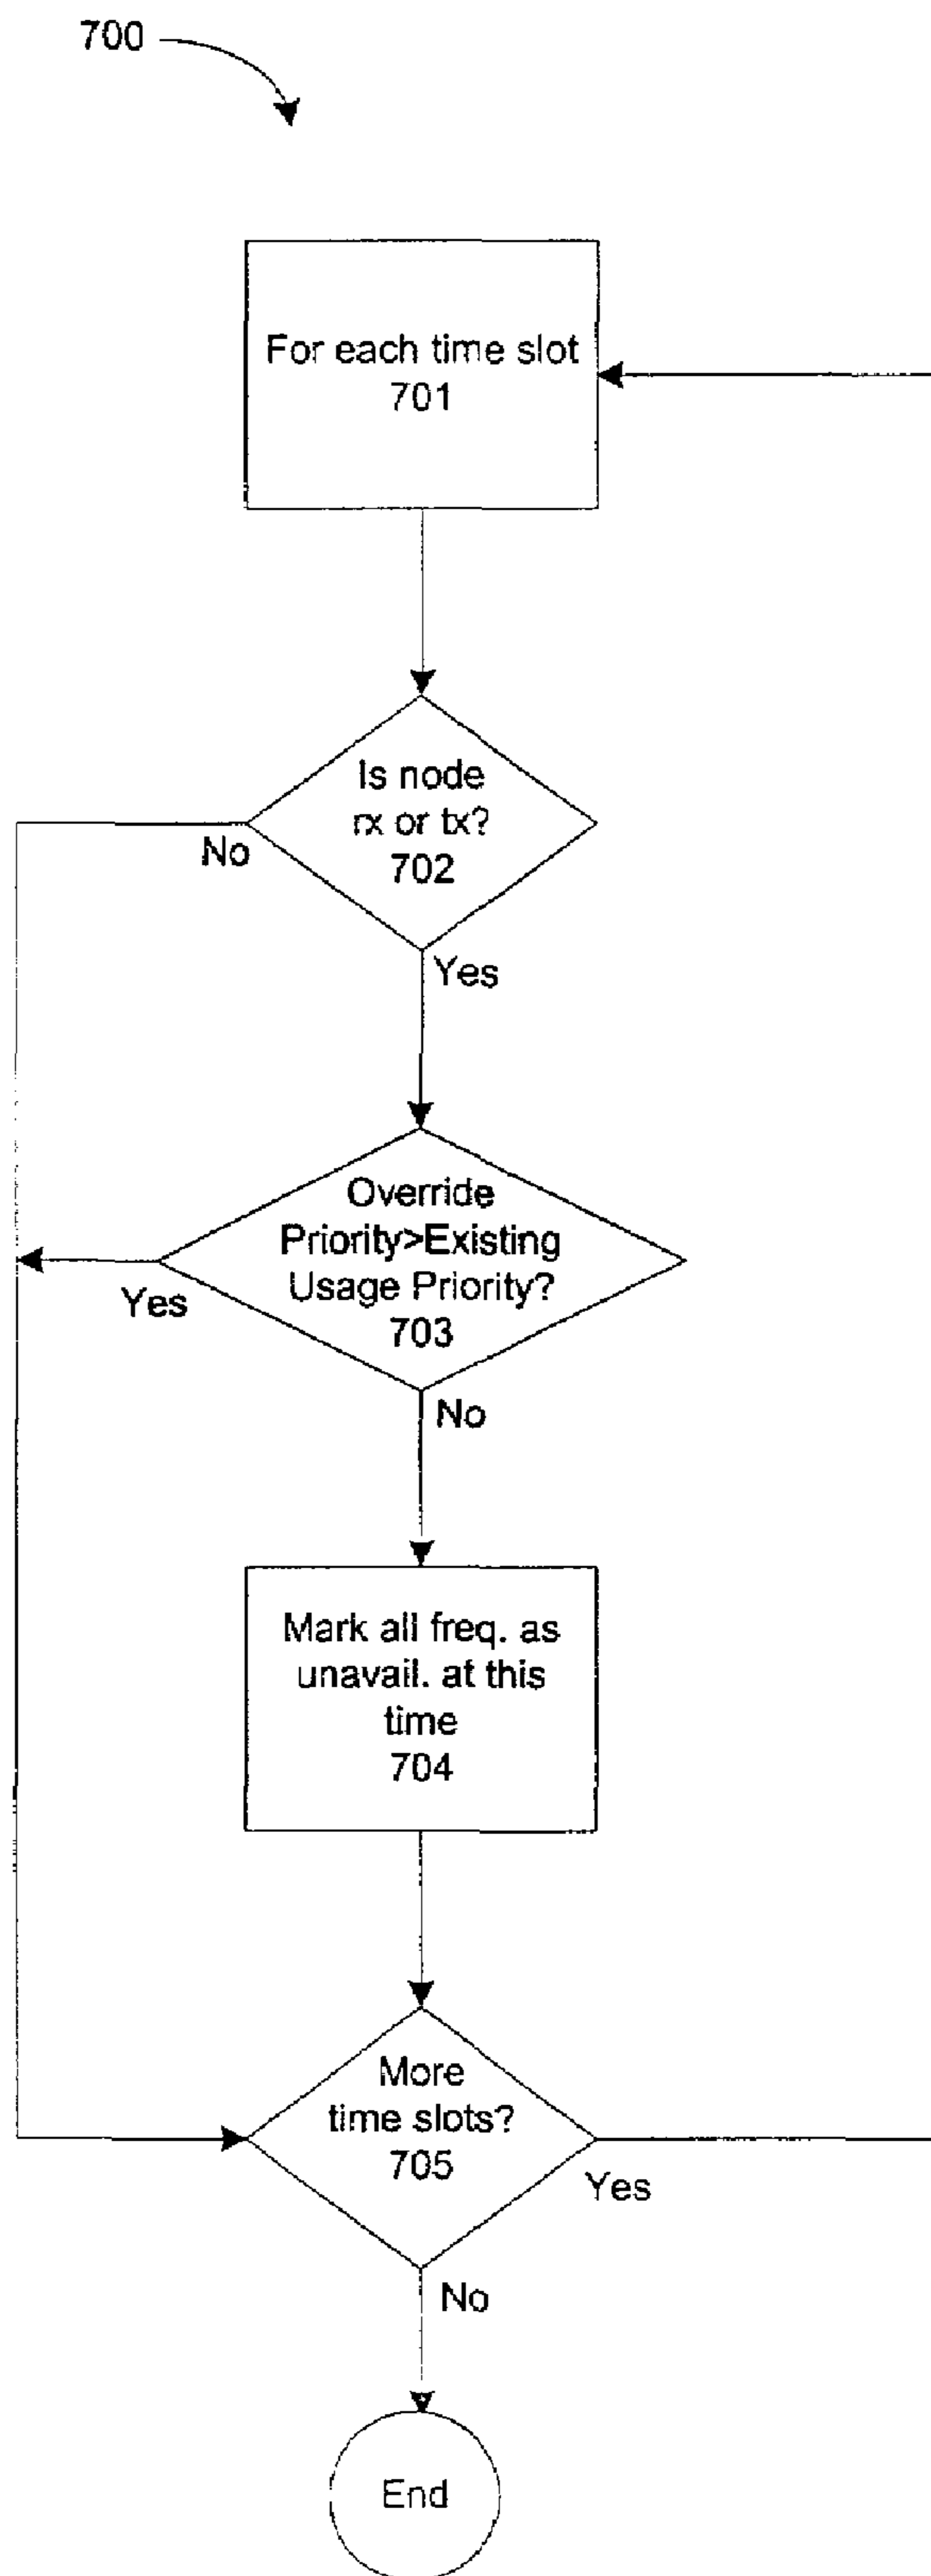 700
For each time slot
701
Is node
rx or tx?
702
No
Yes
Override
Priority>Existing
Usage Priority?
703
Yes
No
Mark all freq. as
unavail. at this
time
704
More
time slots?
705
Yes
No
End